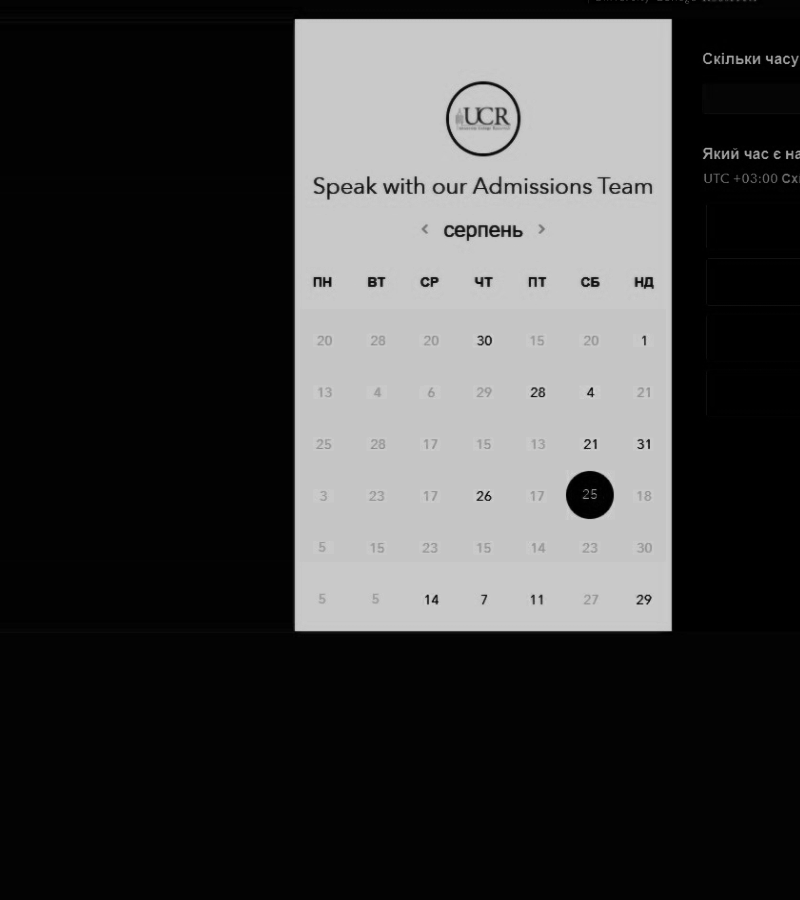 UCR
Speak with our Admissions Team
‹ серпень ›
ПН ВТ СР ЧТ ПТ СБ НД
20 28 20 30 15 20 1
13 4 6 29 28 4 21
25 28 17 15 13 21 31
3 23 17 26 17 25 18
5 15 23 15 14 23 30
5 5 14 7 11 27 29
Скільки часу
Який час є на
UTC +03:00 Схі